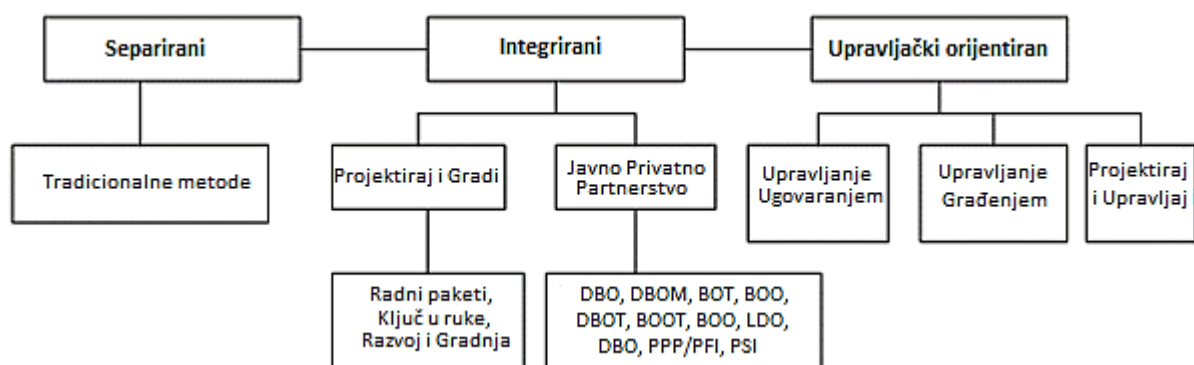 Separirani
Integrirani
Upravljački orijentiran
Tradicionalne metode
Projektiraj i Gradi
Javno Privatno
Partnerstvo
Upravljanje
Ugovaranjem
Upravljanje
Građenjem
Projektiraj
i Upravljaj
Radni paketi,
Ključ u ruke,
Razvoj i Gradnja
DBO, DBOM, BOT, BOO,
DBOT, BOOT, BOO, LDO,
DBO, PPP/PFI, PSI